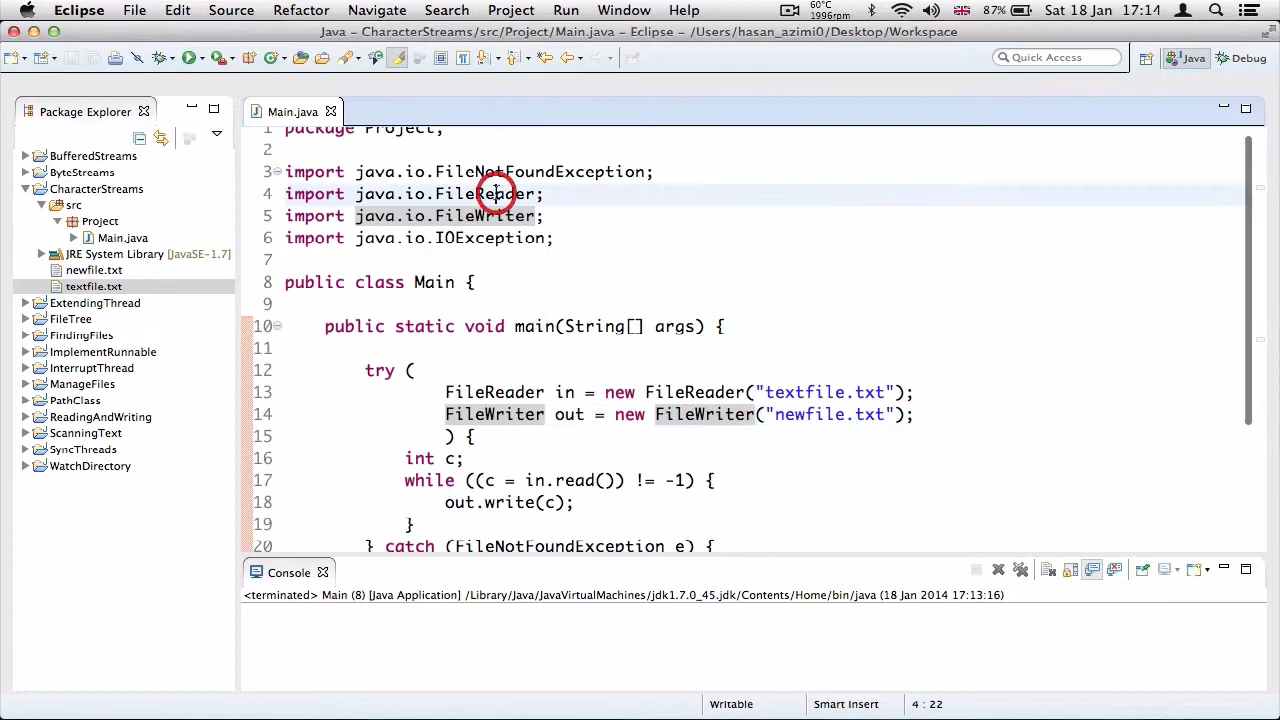 Eclipse File Edit Source Refactor Navigate Search Project Run Window Help 60°C 1996rpm 87% Sat 18 Jan 17:14
Java – CharacterStreams/src/Project/Main.java – Eclipse – /Users/hasan_azimi0/Desktop/Workspace
Quick Access Java Debug
Package Explorer
BufferedStreams
ByteStreams
CharacterStreams
src
Project
Main.java
JRE System Library [JavaSE-1.7]
newfile.txt
textfile.txt
ExtendingThread
FileTree
FindingFiles
ImplementRunnable
InterruptThread
ManageFiles
PathClass
ReadingAndWriting
ScanningText
SyncThreads
WatchDirectory
Main.java
1 package Project;
2
3 import java.io.FileNotFoundException;
4 import java.io.FileReader;
5 import java.io.FileWriter;
6 import java.io.IOException;
7
8 public class Main {
9
10 public static void main(String[] args) {
11
12 try (
13 FileReader in = new FileReader("textfile.txt");
14 FileWriter out = new FileWriter("newfile.txt");
15 ) {
16 int c;
17 while ((c = in.read()) != -1) {
18 out.write(c);
19 }
20 } catch (FileNotFoundException e) {
Console
<terminated> Main (8) [Java Application] /Library/Java/JavaVirtualMachines/jdk1.7.0_45.jdk/Contents/Home/bin/java (18 Jan 2014 17:13:16)
Writable Smart Insert 4 : 22